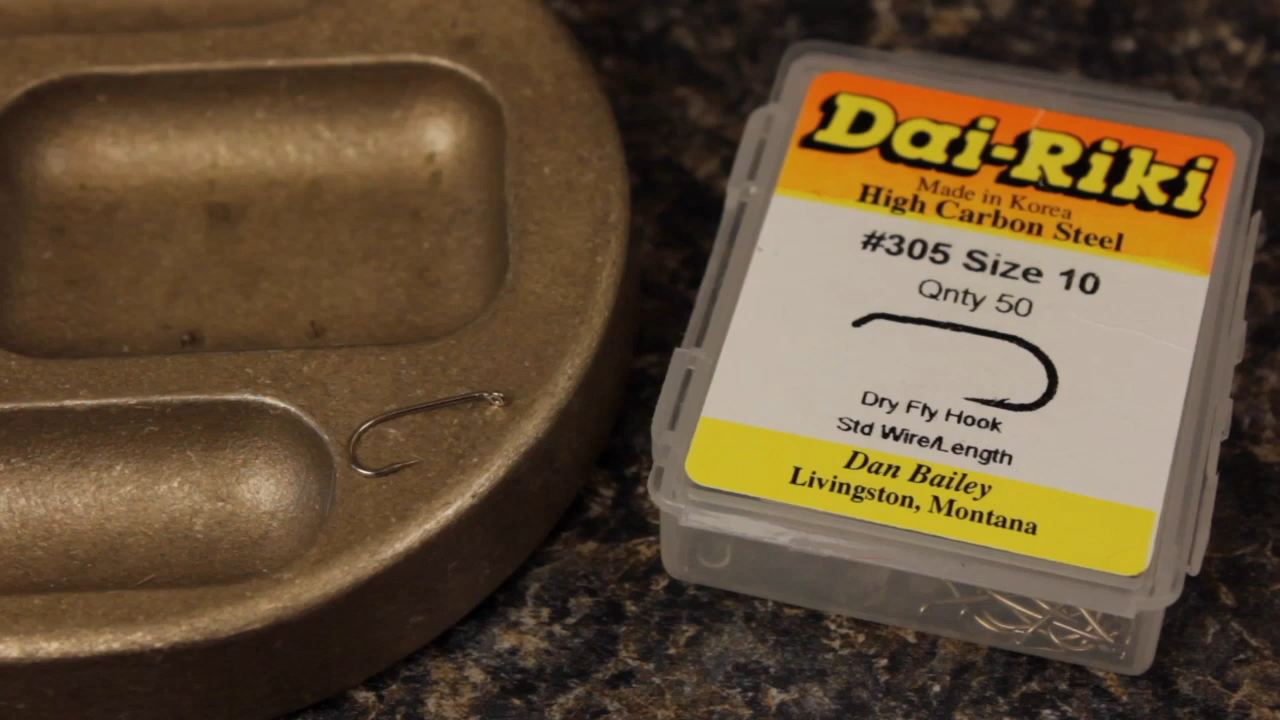 Dai-Riki
Made in Korea
High Carbon Steel
#305 Size 10
Qnty 50
Dry Fly Hook
Std Wire/Length
Dan Bailey
Livingston, Montana